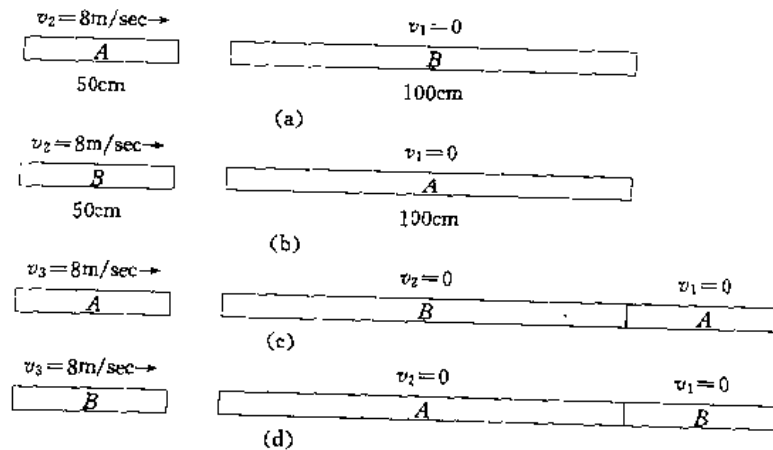 v₂=8m/sec→ v₁=0
A B
50cm 100cm
(a)
v₂=8m/sec→ v₁=0
B A
50cm 100cm
(b)
v₃=8m/sec→ v₂=0 v₁=0
A B A
(c)
v₃=8m/sec→ v₂=0 v₁=0
B A B
(d)